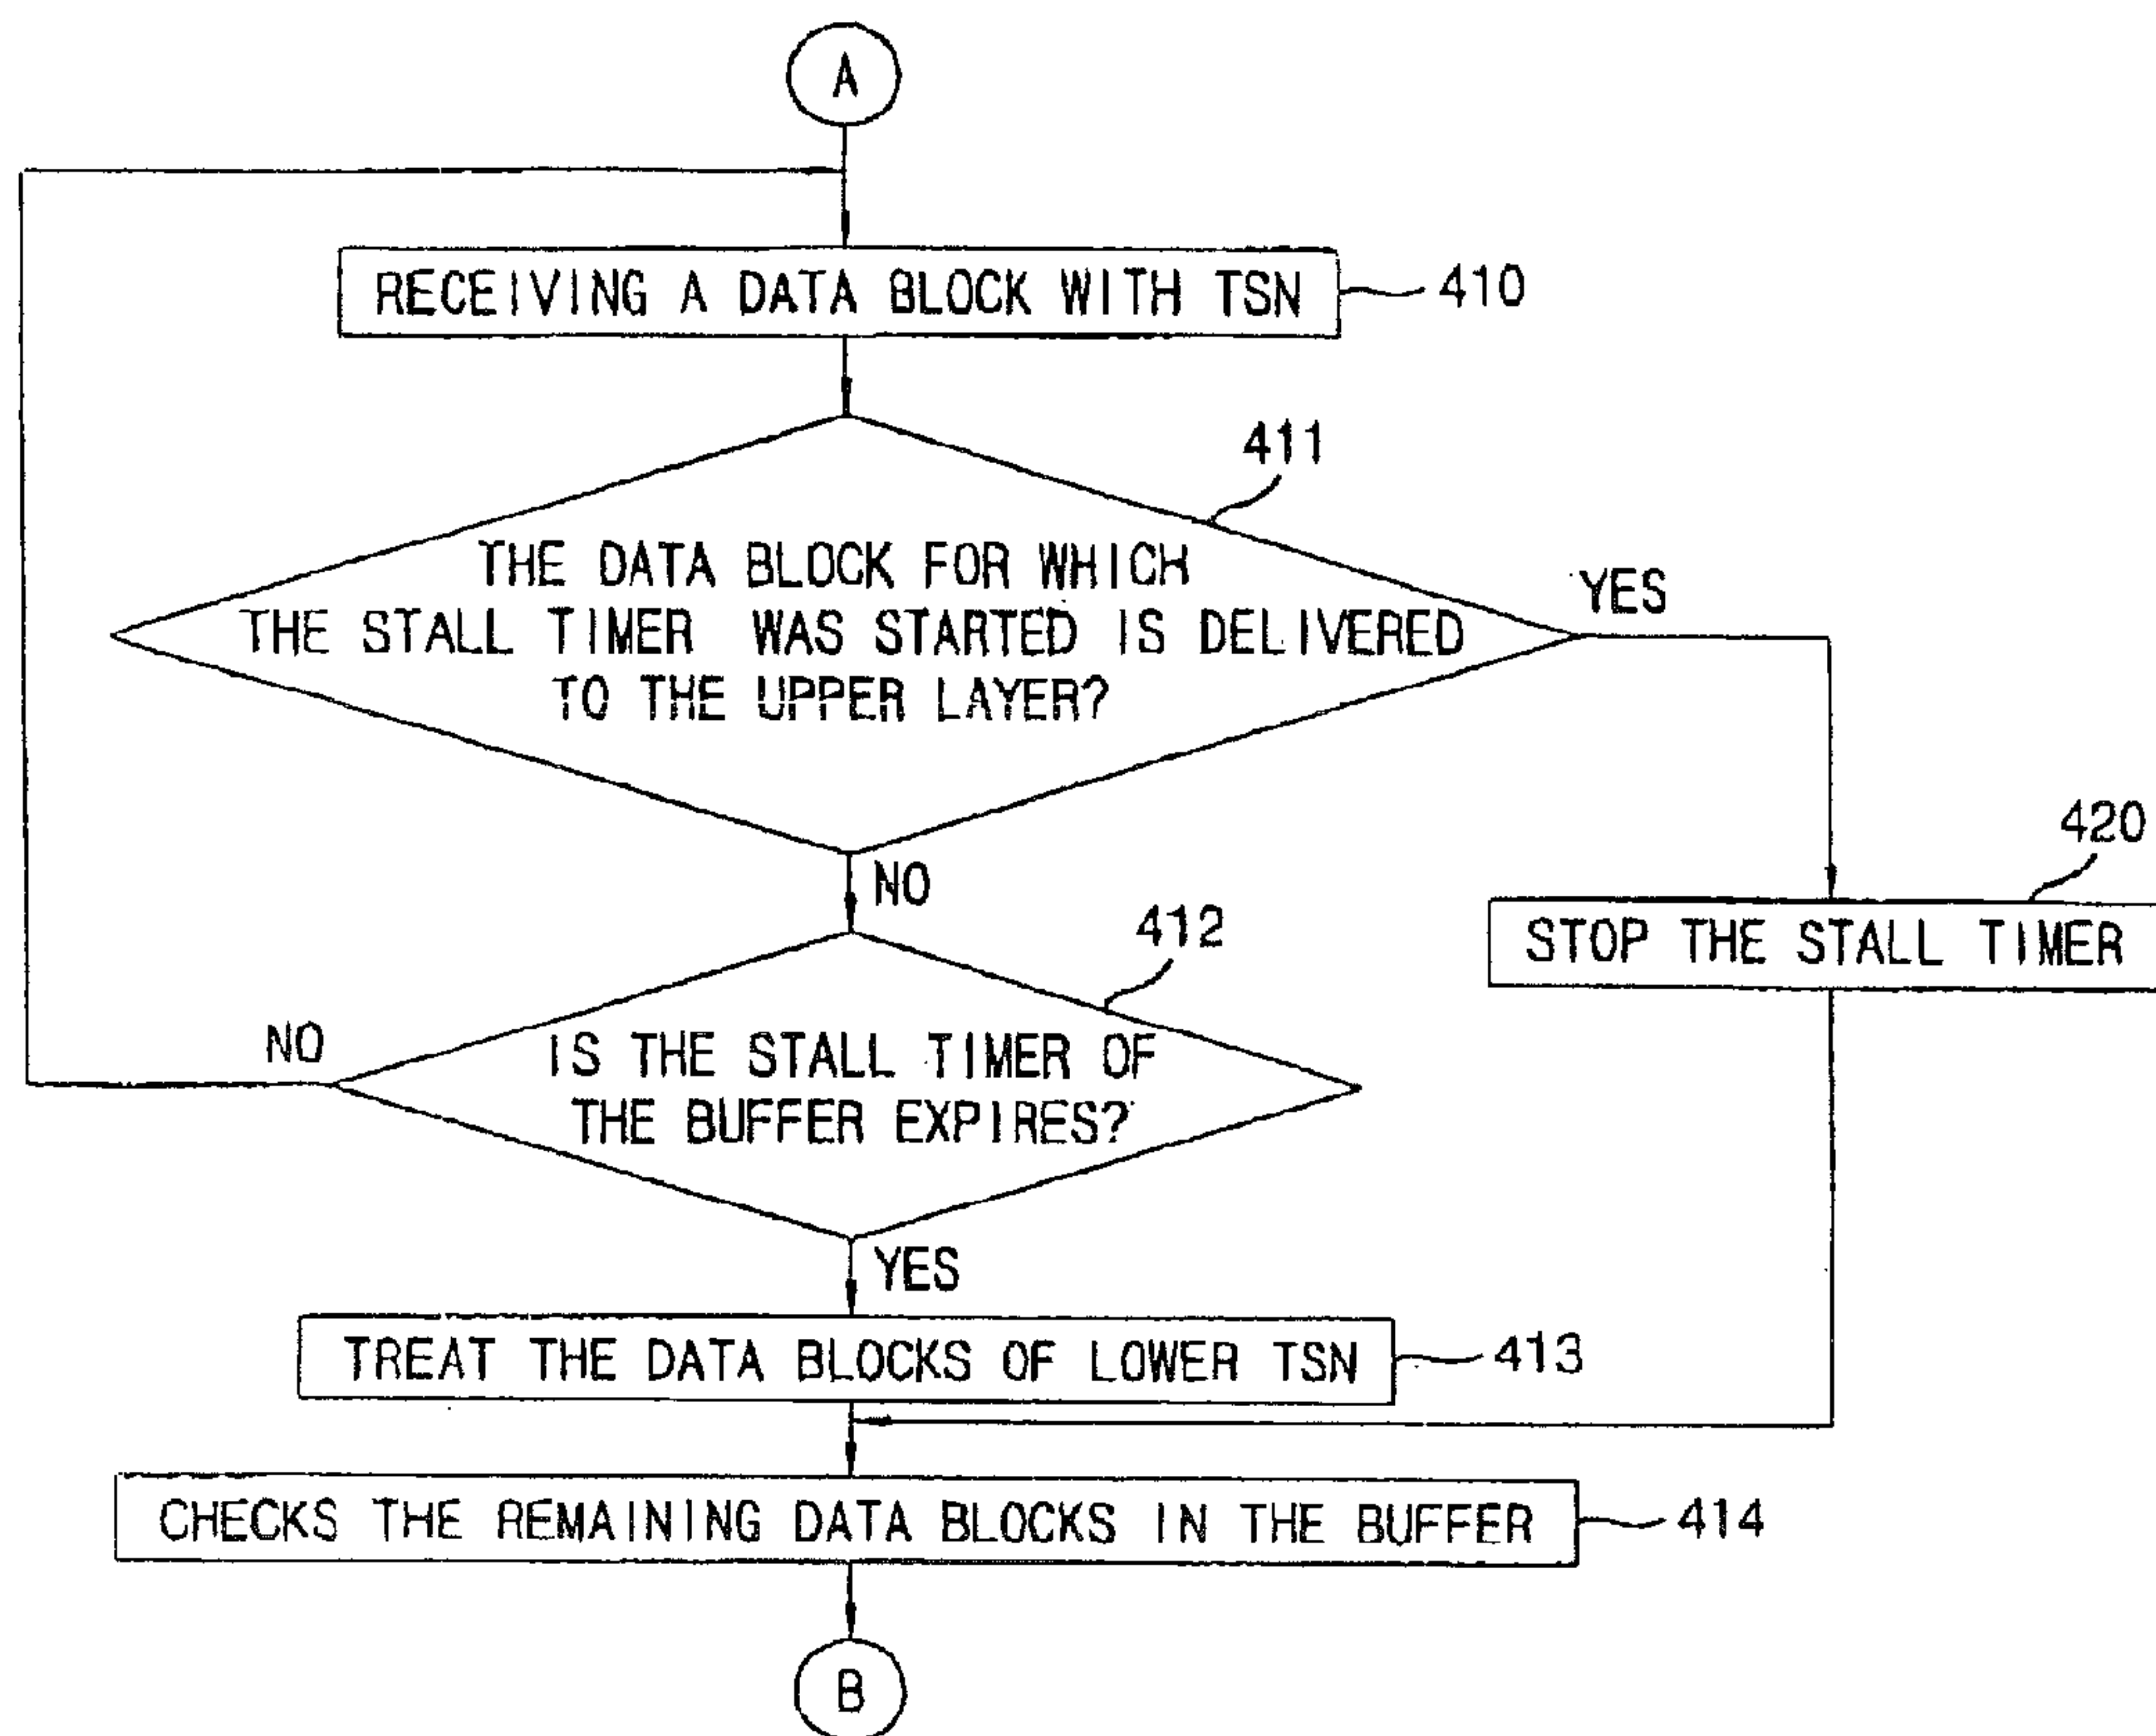 A
RECEIVING A DATA BLOCK WITH TSN
410
411
THE DATA BLOCK FOR WHICH
THE STALL TIMER WAS STARTED IS DELIVERED
TO THE UPPER LAYER?
YES
NO
420
STOP THE STALL TIMER
412
NO
IS THE STALL TIMER OF
THE BUFFER EXPIRES?
YES
TREAT THE DATA BLOCKS OF LOWER TSN
413
CHECKS THE REMAINING DATA BLOCKS IN THE BUFFER
414
B